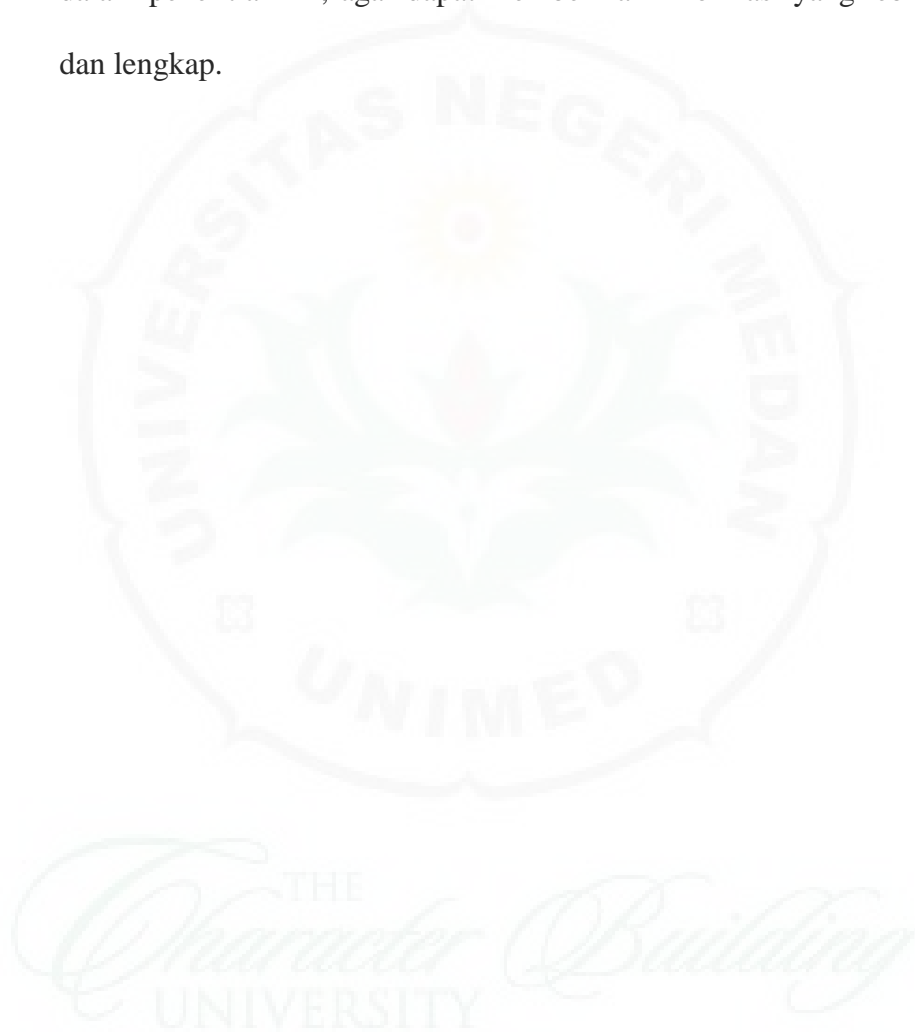 dan lengkap.
UNIVERSITAS NEGERI MEDAN
UNIMED
THE
Character Building
UNIVERSITY